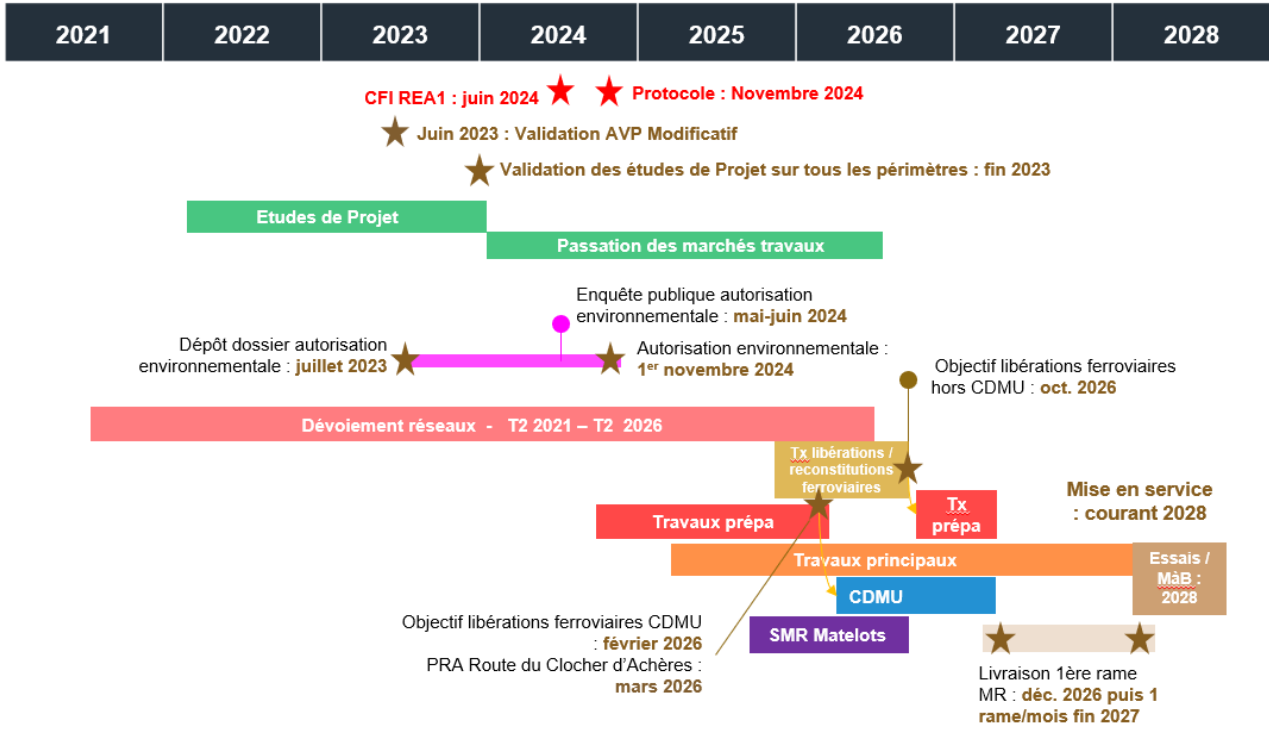 2021 2022 2023 2024 2025 2026 2027 2028
CFI REA1 : juin 2024
Protocole : Novembre 2024
Juin 2023 : Validation AVP Modificatif
Validation des études de Projet sur tous les périmètres : fin 2023
Etudes de Projet
Passation des marchés travaux
Enquête publique autorisation
environnementale : mai-juin 2024
Dépôt dossier autorisation
environnementale : juillet 2023
Autorisation environnementale :
1er novembre 2024
Objectif libérations ferroviaires
hors CDMU : oct. 2026
Dévoiement réseaux - T2 2021 – T2 2026
Tx libérations /
reconstitutions
ferroviaires
Travaux prépa
Tx
prépa
Mise en service
: courant 2028
Travaux principaux
Essais /
MàB :
2028
CDMU
SMR Matelots
Objectif libérations ferroviaires CDMU
: février 2026
PRA Route du Clocher d'Achères :
mars 2026
Livraison 1ère rame
MR : déc. 2026 puis 1
rame/mois fin 2027